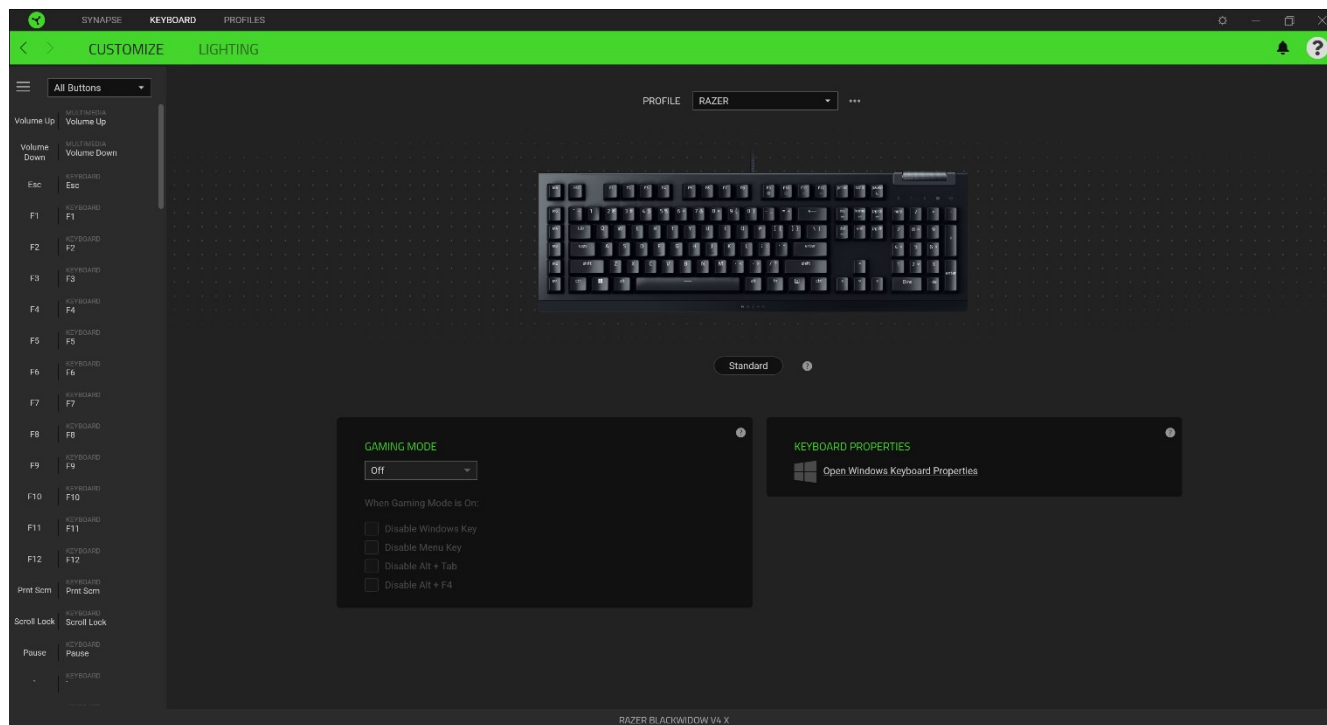 SYNAPSE KEYBOARD PROFILES
CUSTOMIZE LIGHTING
All Buttons
PROFILE RAZER
Volume Up MULTIMEDIA
Volume Up
Volume Down MULTIMEDIA
Volume Down
Esc KEYBOARD
Esc
F1 KEYBOARD
F1
F2 KEYBOARD
F2
F3 KEYBOARD
F3
F4 KEYBOARD
F4
F5 KEYBOARD
F5
F6 KEYBOARD
F6
F7 KEYBOARD
F7
F8 KEYBOARD
F8
F9 KEYBOARD
F9
F10 KEYBOARD
F10
F11 KEYBOARD
F11
F12 KEYBOARD
F12
Prnt Scrn KEYBOARD
Prnt Scrn
Scroll Lock KEYBOARD
Scroll Lock
Pause KEYBOARD
Pause
` KEYBOARD
`
Standard
GAMING MODE
Off
When Gaming Mode is On:
Disable Windows Key
Disable Menu Key
Disable Alt + Tab
Disable Alt + F4
KEYBOARD PROPERTIES
Open Windows Keyboard Properties
RAZER BLACKWIDOW V4 X